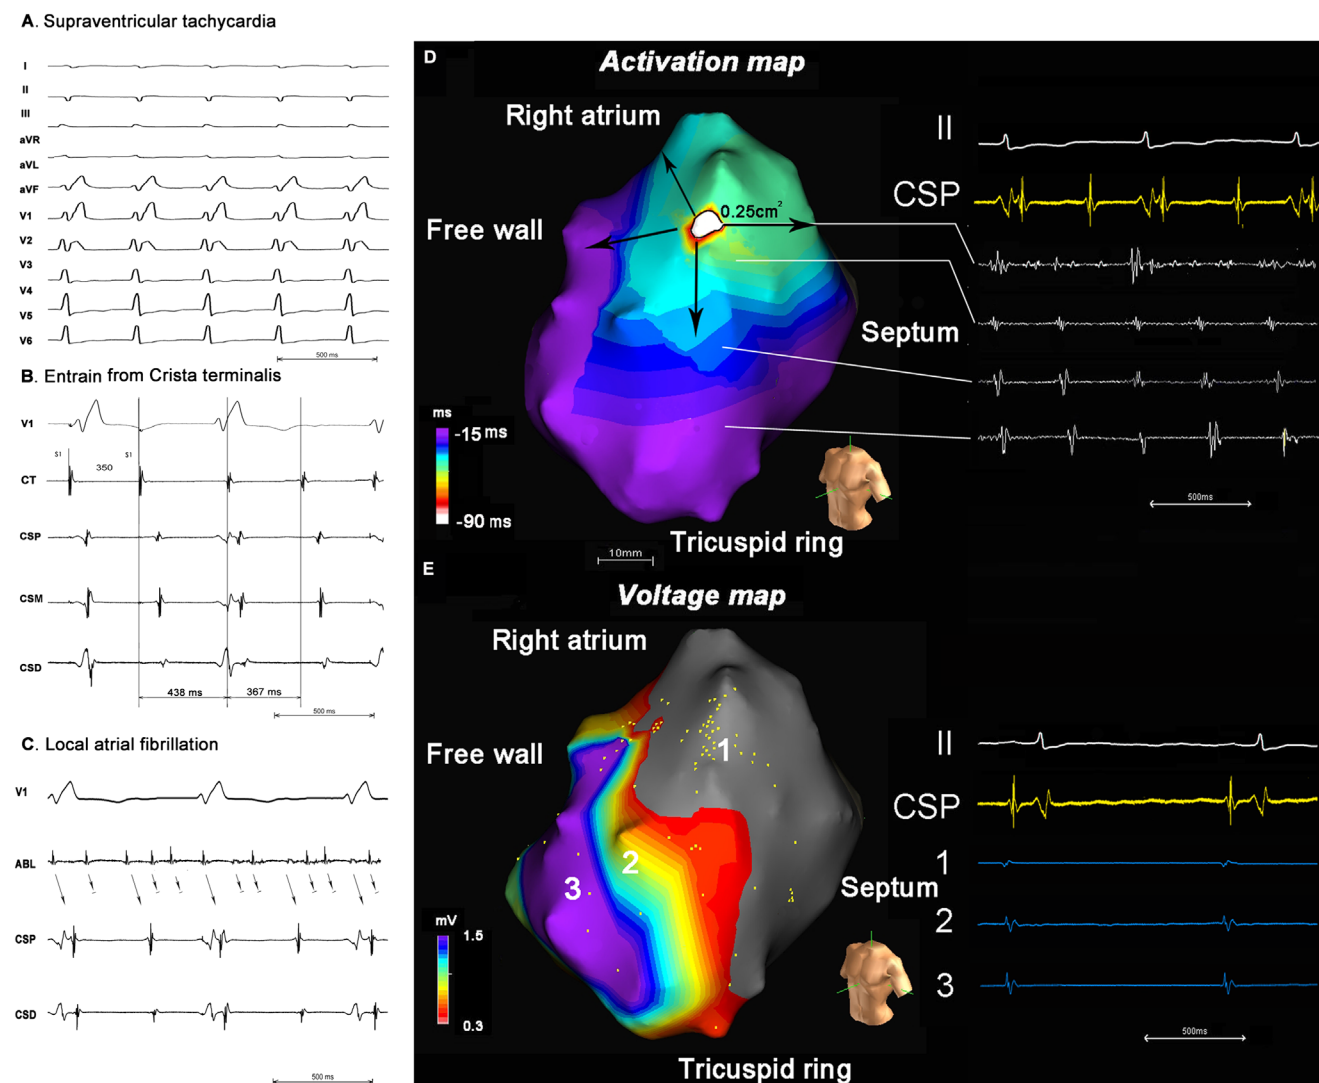 A. Supraventricular tachycardia
I
II
III
aVR
aVL
aVF
V1
V2
V3
V4
V5
V6
500 ms
B. Entrain from Crista terminalis
V1
S1
350
S1
CT
CSP
CSM
CSD
438 ms
367 ms
500 ms
C. Local atrial fibrillation
V1
ABL
CSP
CSD
500 ms
D
Activation map
Right atrium
0.25cm²
Free wall
Septum
ms
-15 ms
-90 ms
Tricuspid ring
10mm
II
CSP
500ms
E
Voltage map
Right atrium
Free wall
1
2
3
Septum
mV
1.5
0.3
Tricuspid ring
II
CSP
1
2
3
500ms